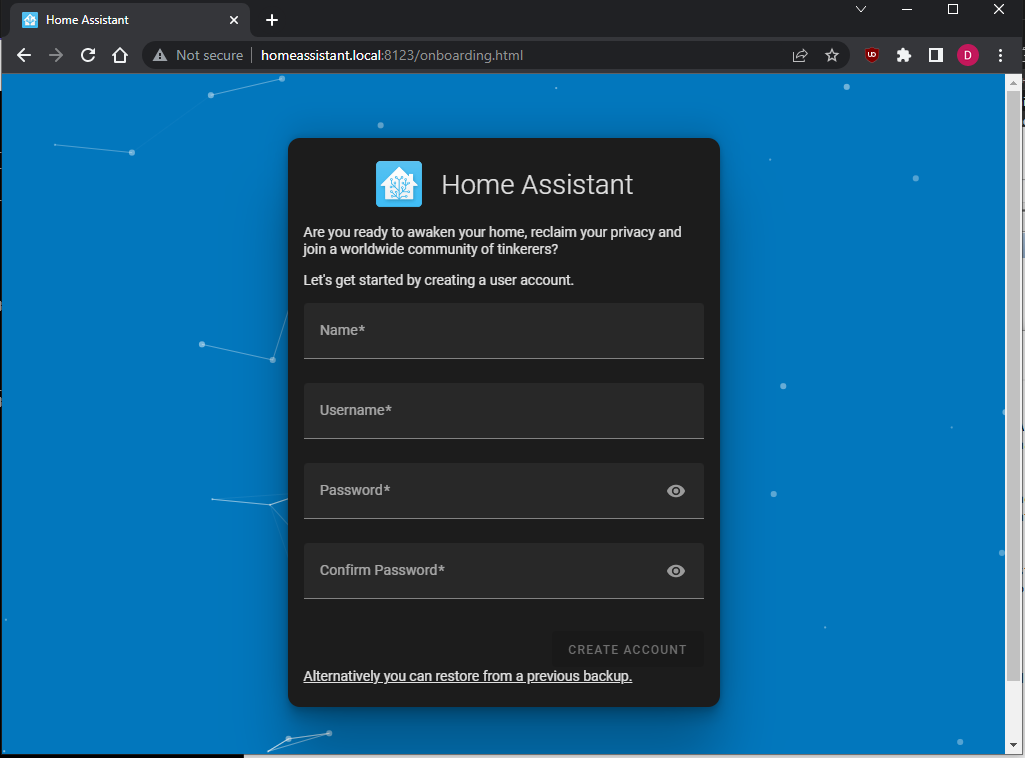 Home Assistant
Not secure homeassistant.local:8123/onboarding.html
UD
D
Home Assistant
Are you ready to awaken your home, reclaim your privacy and
join a worldwide community of tinkerers?
Let's get started by creating a user account.
Name*
Username*
Password*
Confirm Password*
CREATE ACCOUNT
Alternatively you can restore from a previous backup.